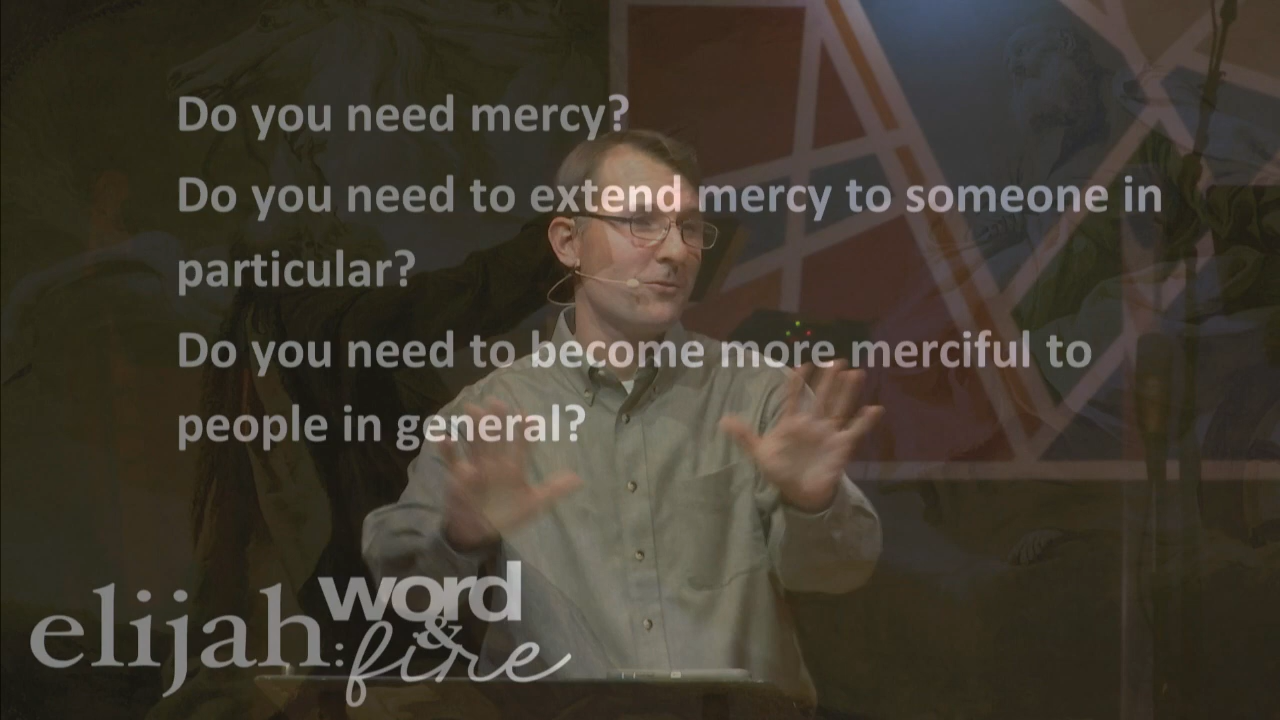 Do you need mercy?
Do you need to extend mercy to someone in
particular?
Do you need to become more merciful to
people in general?
elijah: word
& fire